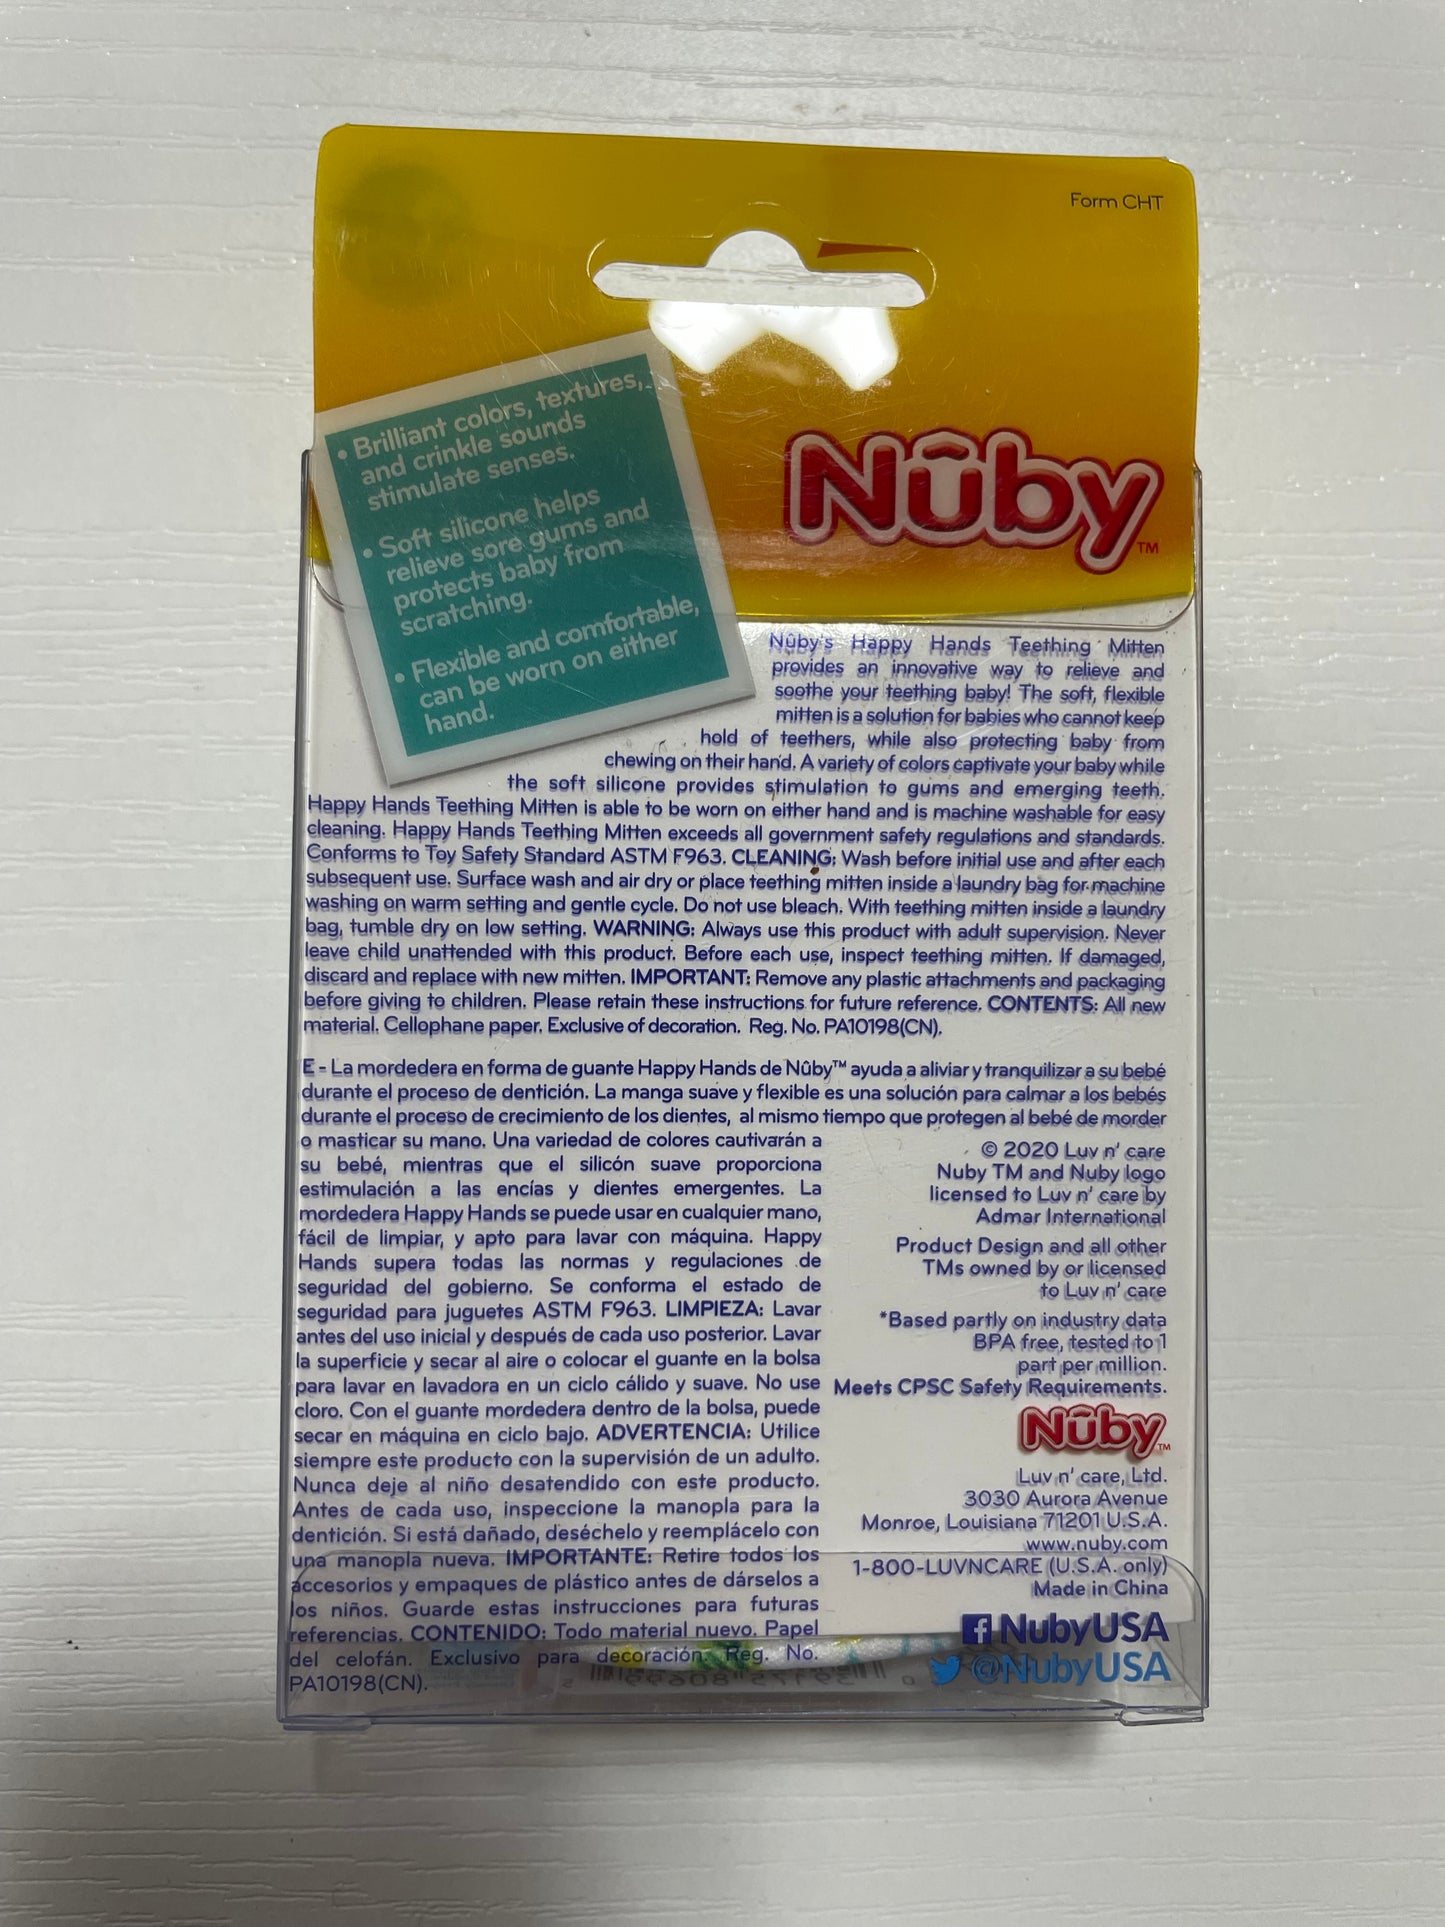 Form CHT
• Brilliant colors, textures,
and crinkle sounds
stimulate senses.
• Soft silicone helps
relieve sore gums and
protects baby from
scratching.
• Flexible and comfortable,
can be worn on either
hand.
Nûby™
Nûby's Happy Hands Teething Mitten
provides an innovative way to relieve and
soothe your teething baby! The soft, flexible
mitten is a solution for babies who cannot keep
hold of teethers, while also protecting baby from
chewing on their hand. A variety of colors captivate your baby while
the soft silicone provides stimulation to gums and emerging teeth.
Happy Hands Teething Mitten is able to be worn on either hand and is machine washable for easy
cleaning. Happy Hands Teething Mitten exceeds all government safety regulations and standards.
Conforms to Toy Safety Standard ASTM F963. CLEANING: Wash before initial use and after each
subsequent use. Surface wash and air dry or place teething mitten inside a laundry bag for machine
washing on warm setting and gentle cycle. Do not use bleach. With teething mitten inside a laundry
bag, tumble dry on low setting. WARNING: Always use this product with adult supervision. Never
leave child unattended with this product. Before each use, inspect teething mitten. If damaged,
discard and replace with new mitten. IMPORTANT: Remove any plastic attachments and packaging
before giving to children. Please retain these instructions for future reference. CONTENTS: All new
material. Cellophane paper. Exclusive of decoration. Reg. No. PA10198(CN).
E - La mordedera en forma de guante Happy Hands de Nûby™ ayuda a aliviar y tranquilizar a su bebé
durante el proceso de dentición. La manga suave y flexible es una solución para calmar a los bebés
durante el proceso de crecimiento de los dientes, al mismo tiempo que protegen al bebé de morder
o masticar su mano. Una variedad de colores cautivarán a
su bebé, mientras que el silicón suave proporciona
estimulación a las encías y dientes emergentes. La
mordedera Happy Hands se puede usar en cualquier mano,
fácil de limpiar, y apto para lavar con máquina. Happy
Hands supera todas las normas y regulaciones de
seguridad del gobierno. Se conforma el estado de
seguridad para juguetes ASTM F963. LIMPIEZA: Lavar
antes del uso inicial y después de cada uso posterior. Lavar
la superficie y secar al aire o colocar el guante en la bolsa
para lavar en lavadora en un ciclo cálido y suave. No use
cloro. Con el guante mordedera dentro de la bolsa, puede
secar en máquina en ciclo bajo. ADVERTENCIA: Utilice
siempre este producto con la supervisión de un adulto.
Nunca deje al niño desatendido con este producto.
Antes de cada uso, inspeccione la manopla para la
dentición. Si está dañado, deséchelo y reemplácelo con
una manopla nueva. IMPORTANTE: Retire todos los
accesorios y empaques de plástico antes de dárselos a
los niños. Guarde estas instrucciones para futuras
referencias. CONTENIDO: Todo material nuevo. Papel
del celofán. Exclusivo para decoración. Reg. No.
PA10198(CN).
© 2020 Luv n' care
Nuby TM and Nuby logo
licensed to Luv n' care by
Admar International
Product Design and all other
TMs owned by or licensed
to Luv n' care
*Based partly on industry data
BPA free, tested to 1
part per million.
Meets CPSC Safety Requirements.
Nûby™
Luv n' care, Ltd.
3030 Aurora Avenue
Monroe, Louisiana 71201 U.S.A.
www.nuby.com
1-800-LUVNCARE (U.S.A. only)
Made in China
NubyUSA
@NubyUSA